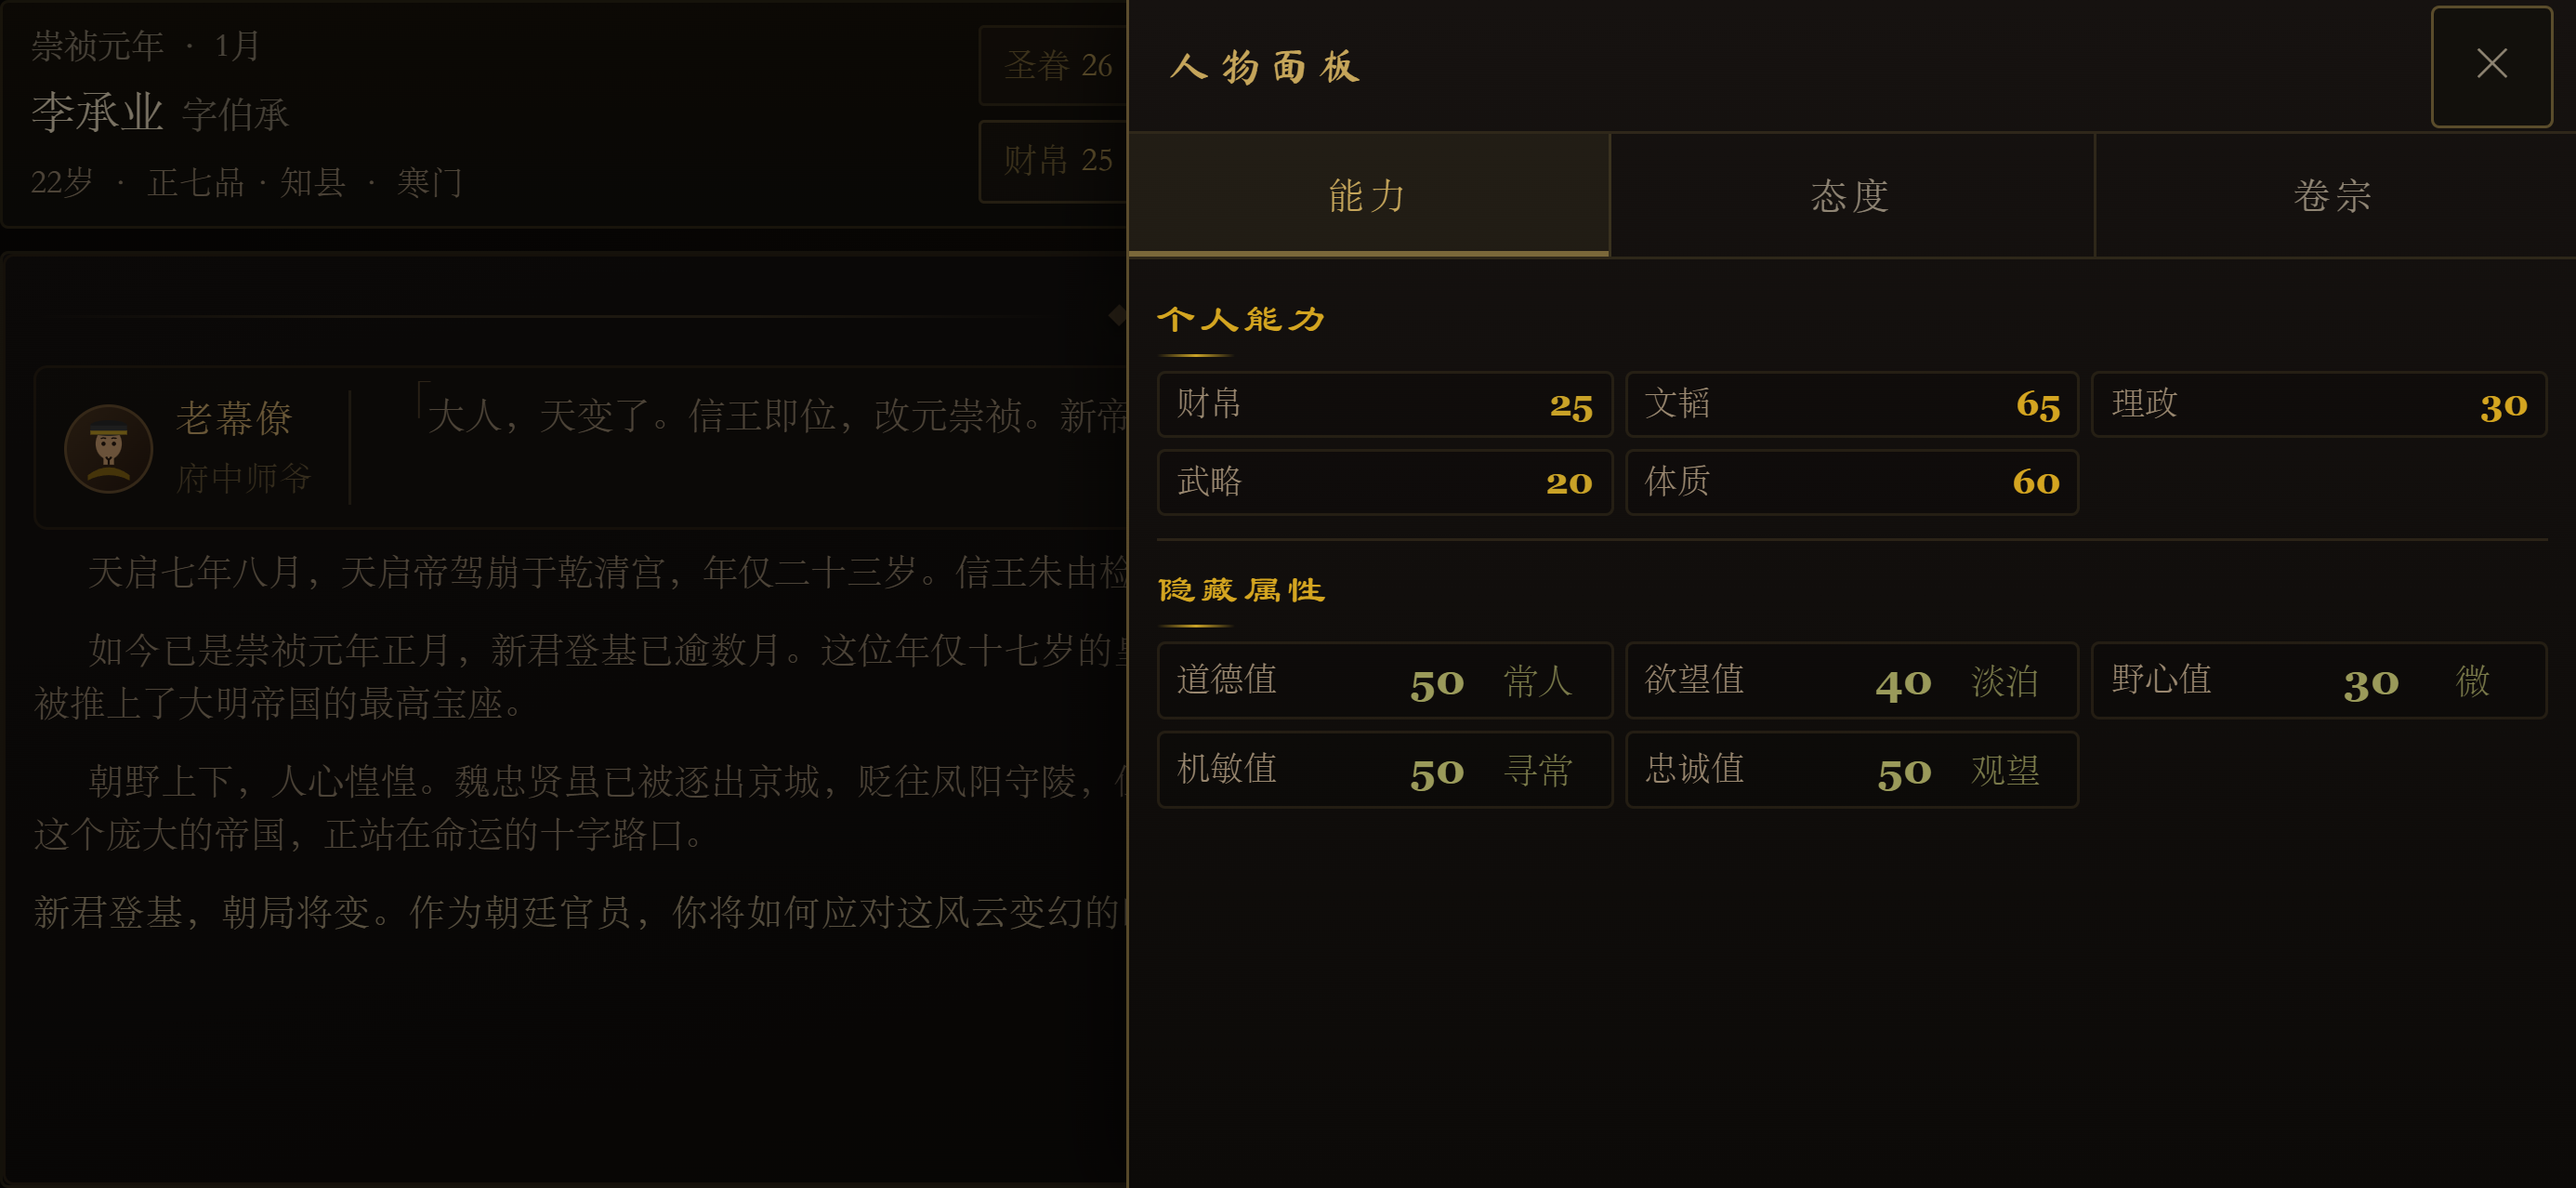 崇祯元年 · 1月
李承业 字伯承
22岁 · 正七品 · 知县 · 寒门
圣眷 26
财帛 25
老幕僚
府中师爷
「大人，天变了。信王即位，改元崇祯。新帝
天启七年八月，天启帝驾崩于乾清宫，年仅二十三岁。信王朱由检
如今已是崇祯元年正月，新君登基已逾数月。这位年仅十七岁的
被推上了大明帝国的最高宝座。
朝野上下，人心惶惶。魏忠贤虽已被逐出京城，贬往凤阳守陵，
这个庞大的帝国，正站在命运的十字路口。
新君登基，朝局将变。作为朝廷官员，你将如何应对这风云变幻的
人物面板
能力
态度
卷宗
个人能力
财帛 25
文韬 65
理政 30
武略 20
体质 60
隐藏属性
道德值 50 常人
欲望值 40 淡泊
野心值 30 微
机敏值 50 寻常
忠诚值 50 观望